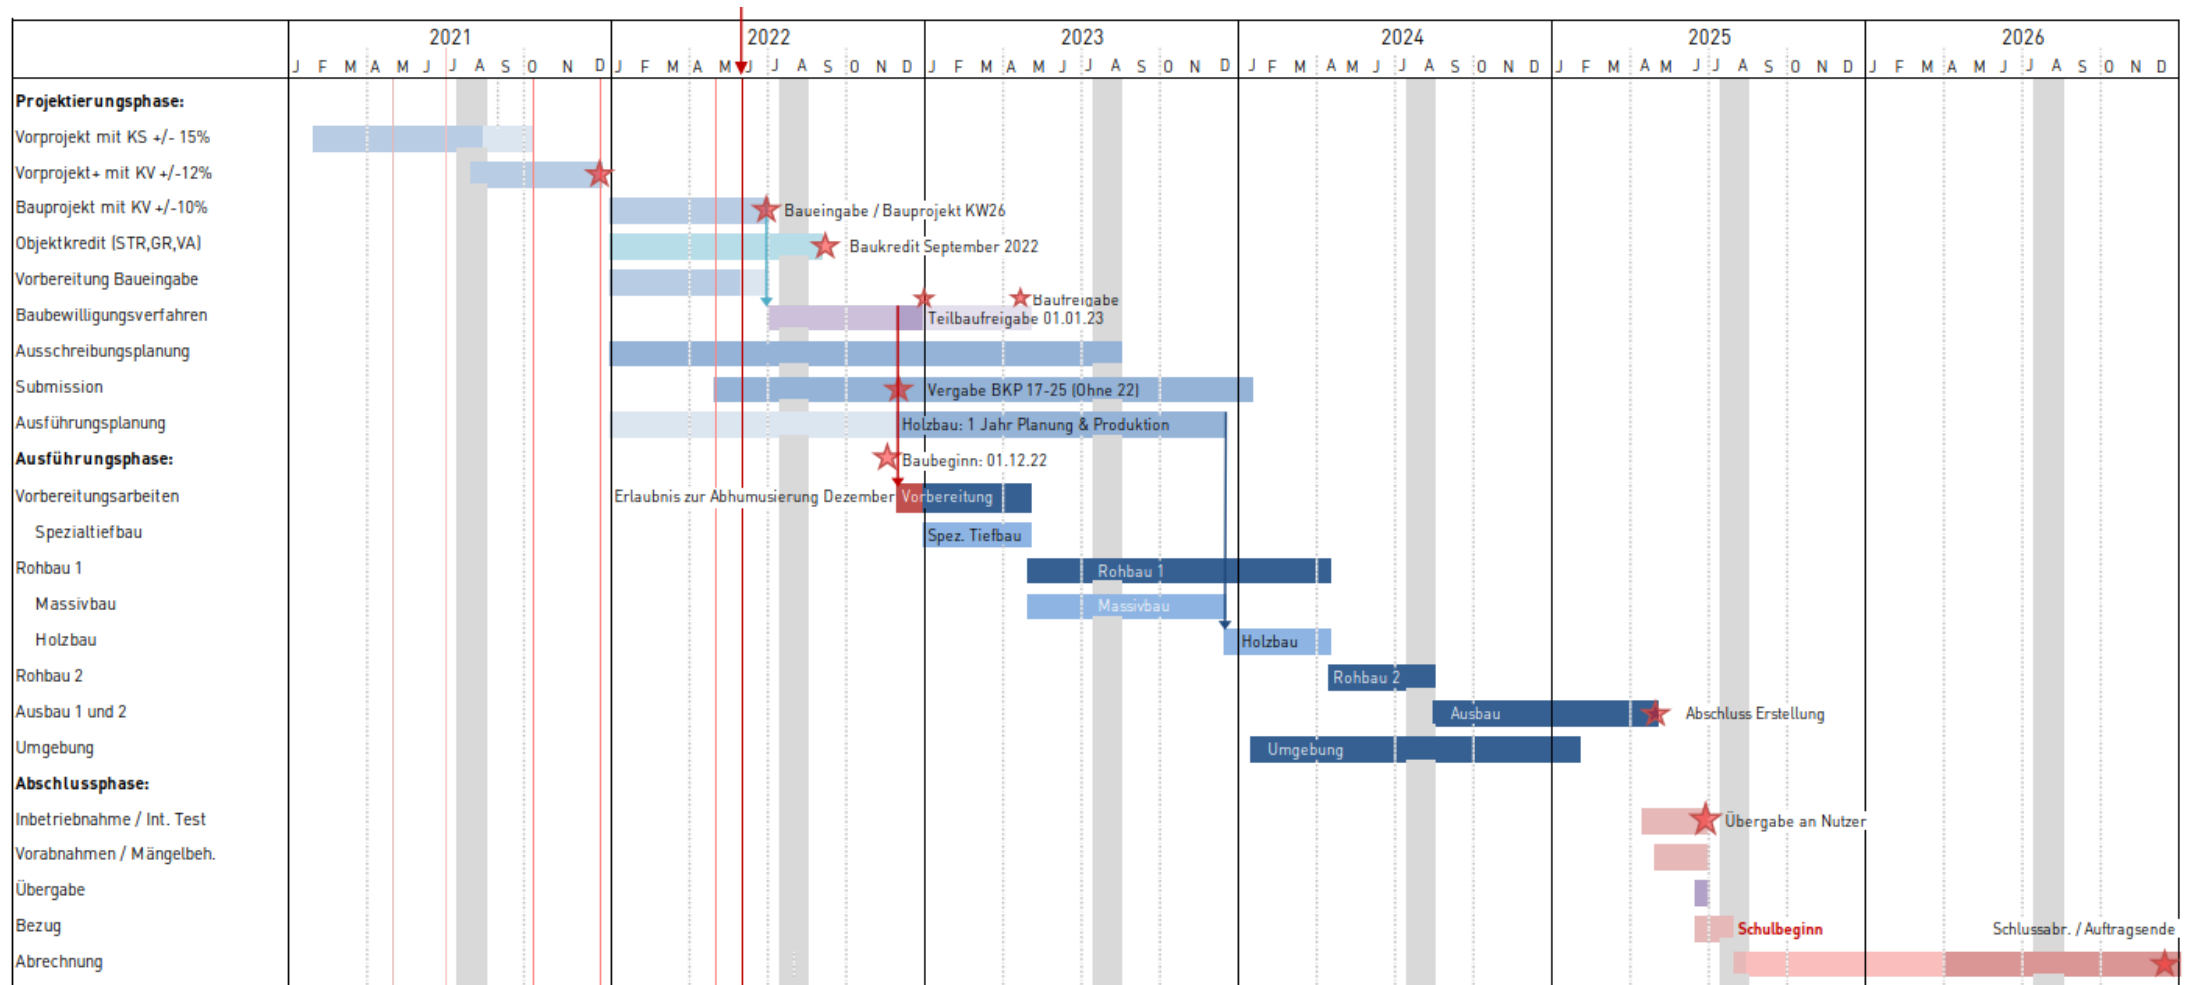 2021 2022 2023 2024 2025 2026
J F M A M J J A S O N D J F M A M J J A S O N D J F M A M J J A S O N D J F M A M J J A S O N D J F M A M J J A S O N D J F M A M J J A S O N D
Projektierungsphase:
Vorprojekt mit KS +/- 15%
Vorprojekt+ mit KV +/-12%
Bauprojekt mit KV +/-10% Baueingabe / Bauprojekt KW26
Objektkredit (STR,GR,VA) Baukredit September 2022
Vorbereitung Baueingabe
Baufreigabe
Baubewilligungsverfahren Teilbaufreigabe 01.01.23
Ausschreibungsplanung
Submission Vergabe BKP 17-25 (Ohne 22)
Ausführungsplanung Holzbau: 1 Jahr Planung & Produktion
Ausführungsphase: Baubeginn: 01.12.22
Vorbereitungsarbeiten Erlaubnis zur Abhumusierung Dezember Vorbereitung
Spezialtiefbau Spez. Tiefbau
Rohbau 1 Rohbau 1
Massivbau Massivbau
Holzbau Holzbau
Rohbau 2 Rohbau 2
Ausbau 1 und 2 Ausbau Abschluss Erstellung
Umgebung Umgebung
Abschlussphase:
Inbetriebnahme / Int. Test Übergabe an Nutzer
Vorabnahmen / Mängelbeh.
Übergabe
Bezug Schulbeginn Schlussabr. / Auftragsende
Abrechnung